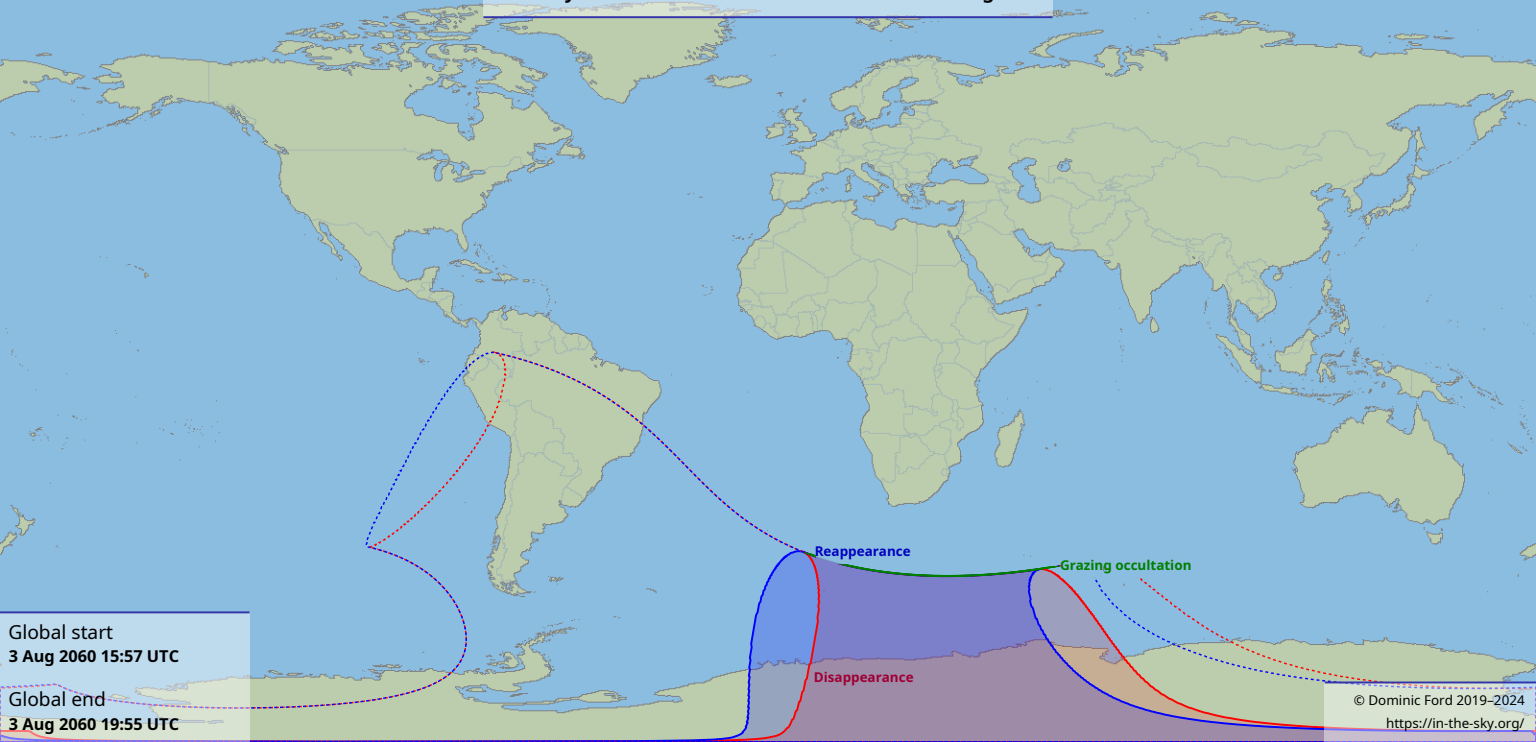 Reappearance
Grazing occultation
Disappearance
Global start
3 Aug 2060 15:57 UTC
Global end
3 Aug 2060 19:55 UTC
© Dominic Ford 2019–2024
https://in-the-sky.org/